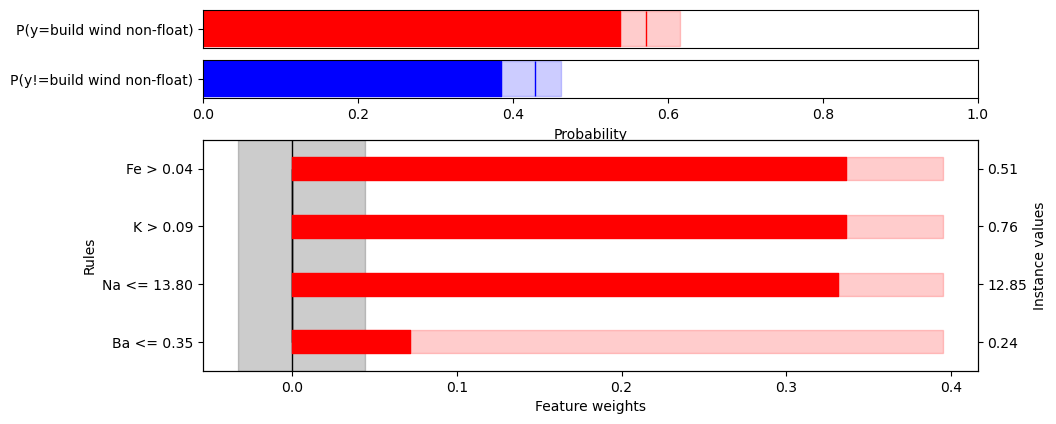 P(y=build wind non-float)
P(y!=build wind non-float)
0.0 0.2 0.4 0.6 0.8 1.0
Probability
Fe > 0.04 0.51
K > 0.09 0.76
Na <= 13.80 12.85
Ba <= 0.35 0.24
Rules
Instance values
0.0 0.1 0.2 0.3 0.4
Feature weights